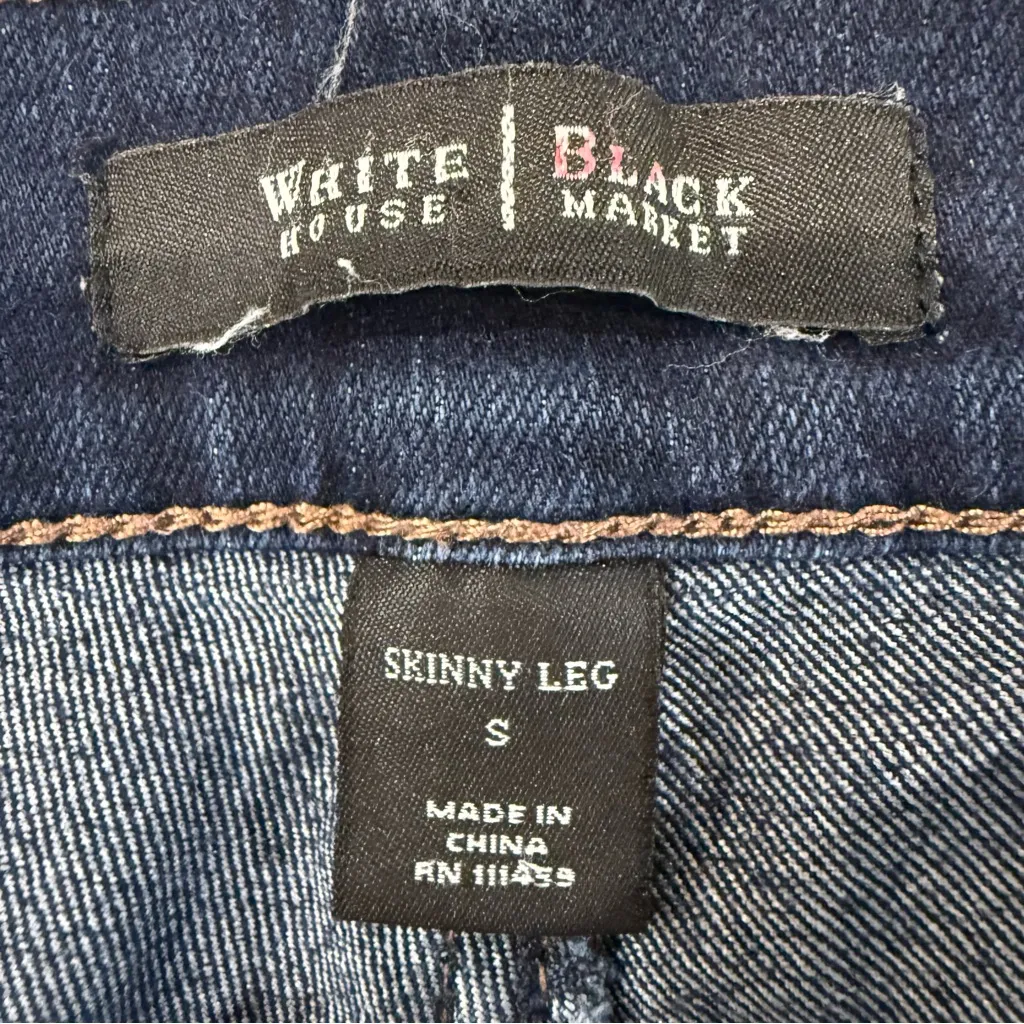 WHITE | BLACK
HOUSE | MARKET
SKINNY LEG
S
MADE IN
CHINA
RN 111459